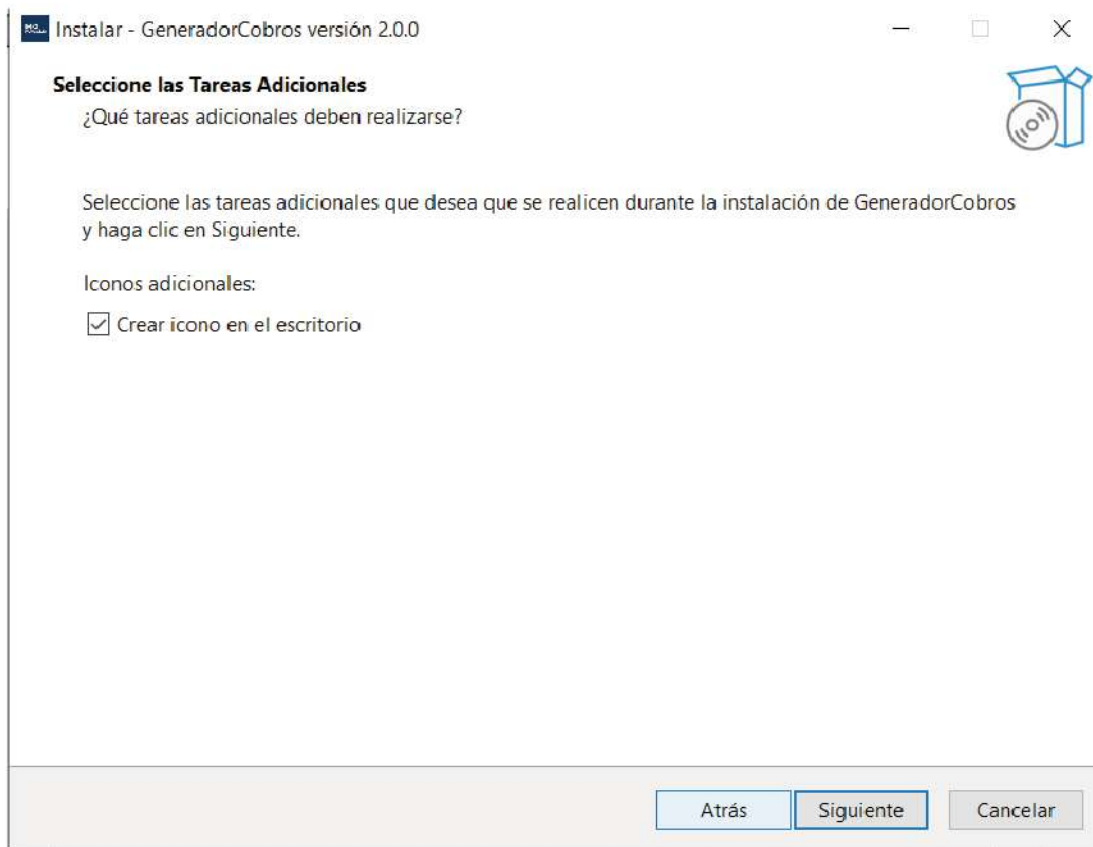 Instalar - GeneradorCobros versión 2.0.0
Seleccione las Tareas Adicionales
¿Qué tareas adicionales deben realizarse?
Seleccione las tareas adicionales que desea que se realicen durante la instalación de GeneradorCobros
y haga clic en Siguiente.
Iconos adicionales:
Crear icono en el escritorio
Atrás
Siguiente
Cancelar